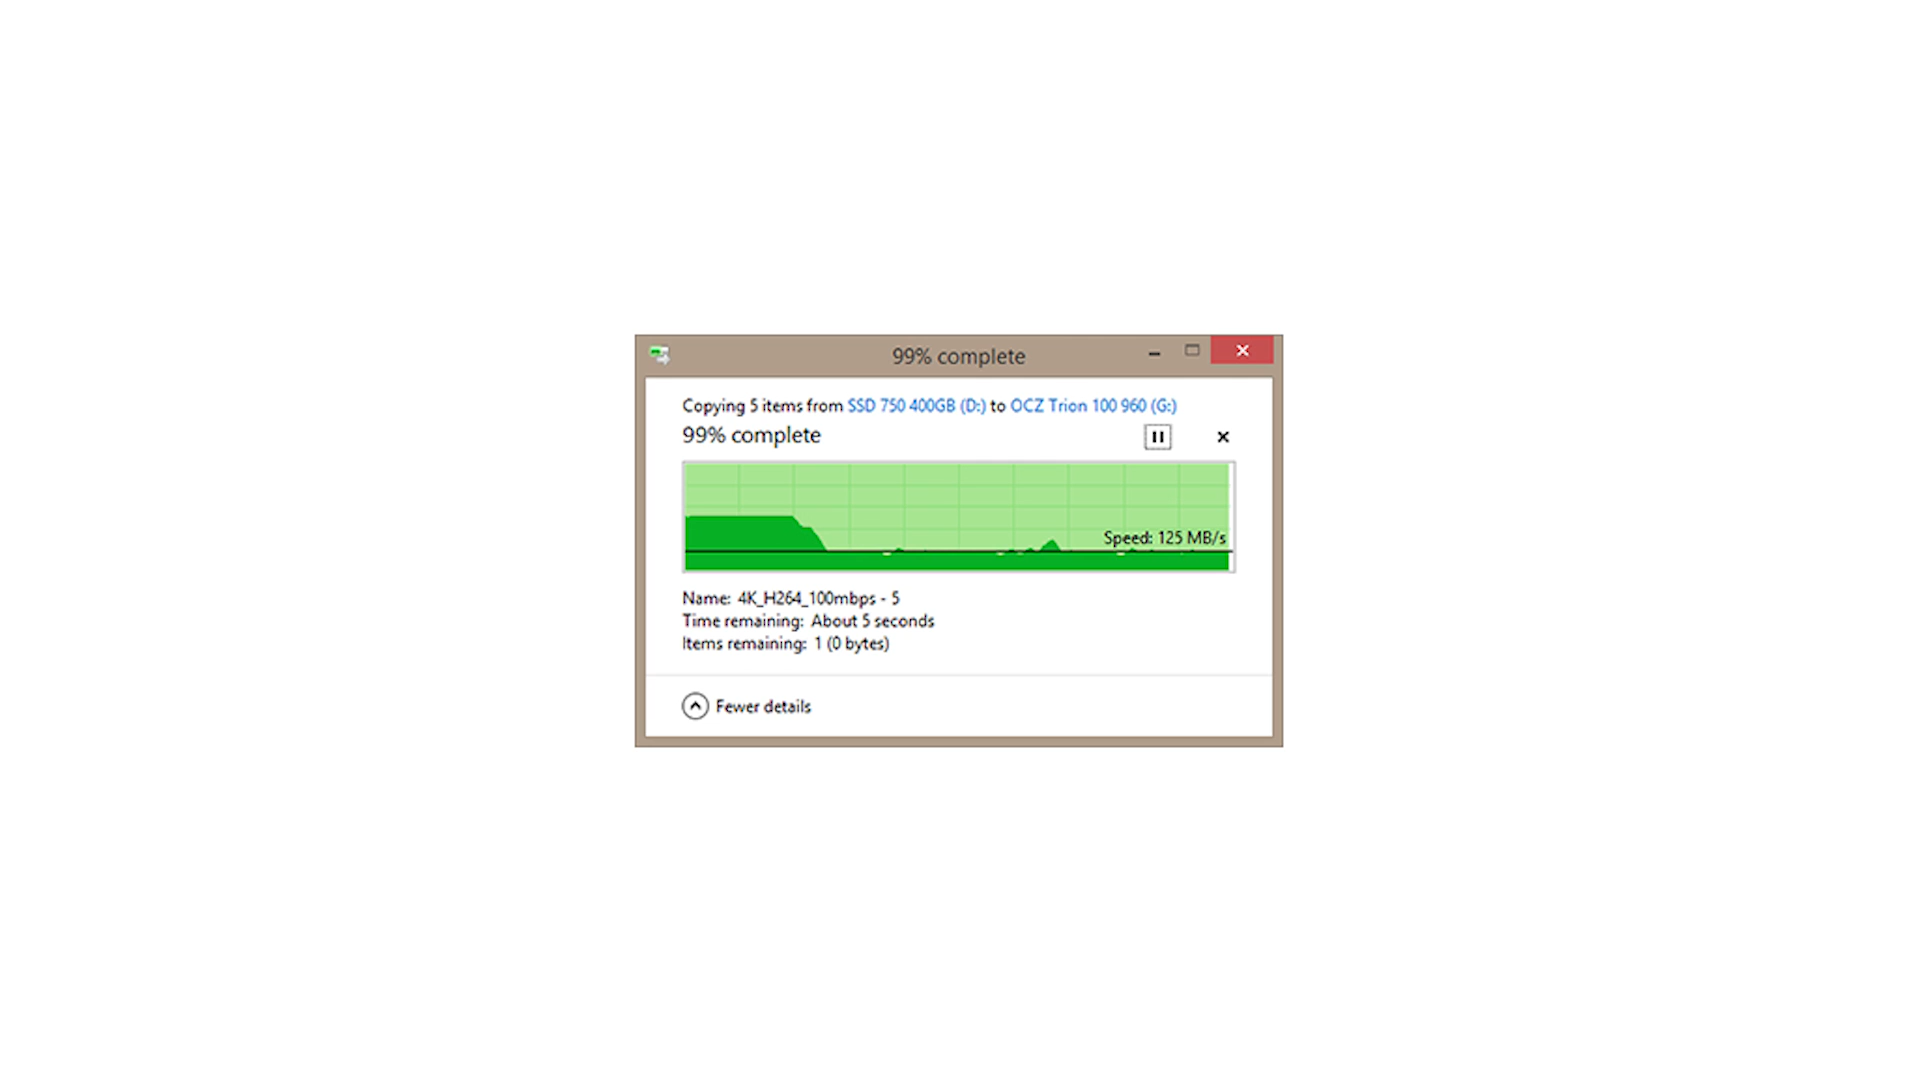 99% complete
Copying 5 items from SSD 750 400GB (D:) to OCZ Trion 100 960 (G:)
99% complete
Speed: 125 MB/s
Name: 4K_H264_100mbps - 5
Time remaining: About 5 seconds
Items remaining: 1 (0 bytes)
Fewer details